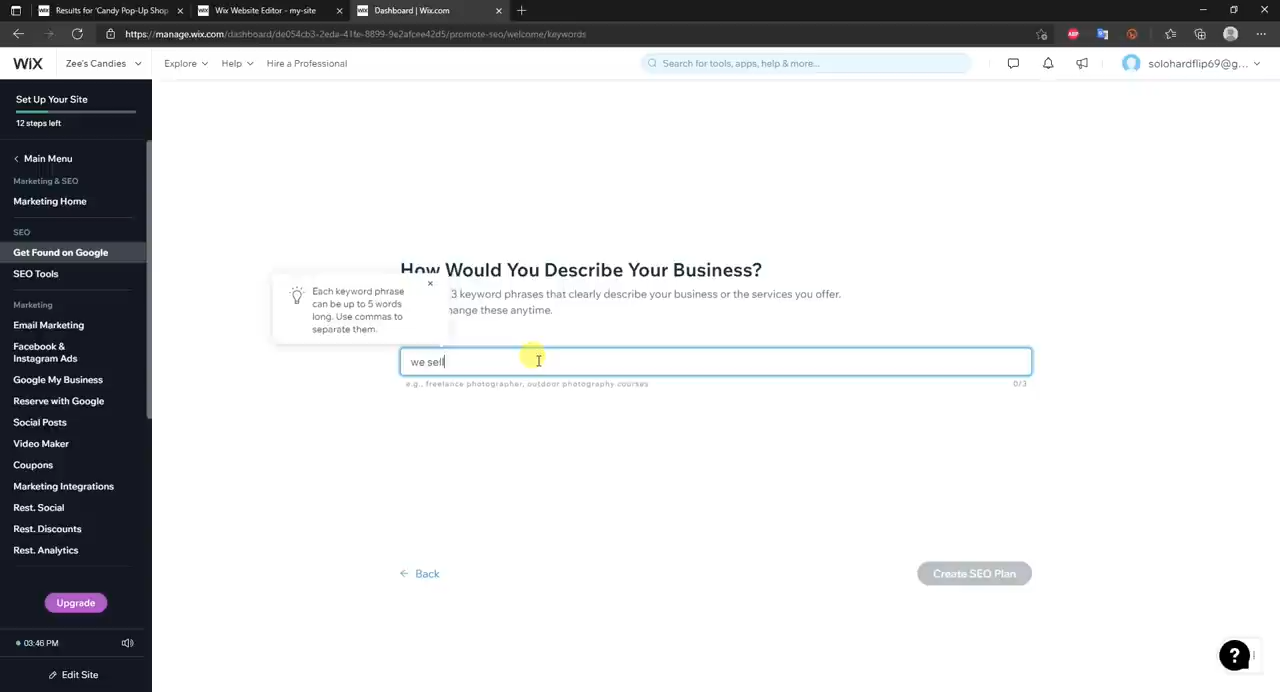 Results for 'Candy Pop-Up Shop
Wix Website Editor - my-site
Dashboard | Wix.com
https://manage.wix.com/dashboard/de054cb3-2eda-41fe-8899-9e2afcee42d5/promote-seo/welcome/keywords
WiX
Zee's Candies
Explore
Help
Hire a Professional
Search for tools, apps, help & more...
solohardflip69@g...
Set Up Your Site
12 steps left
Main Menu
Marketing & SEO
Marketing Home
SEO
Get Found on Google
SEO Tools
Marketing
Email Marketing
Facebook &
Instagram Ads
Google My Business
Reserve with Google
Social Posts
Video Maker
Coupons
Marketing Integrations
Rest. Social
Rest. Discounts
Rest. Analytics
Upgrade
03:46 PM
Edit Site
How Would You Describe Your Business?
3 keyword phrases that clearly describe your business or the services you offer.
hange these anytime.
Each keyword phrase
can be up to 5 words
long. Use commas to
separate them.
we sell
e.g., freelance photographer, outdoor photography courses
0/3
Back
Create SEO Plan
?